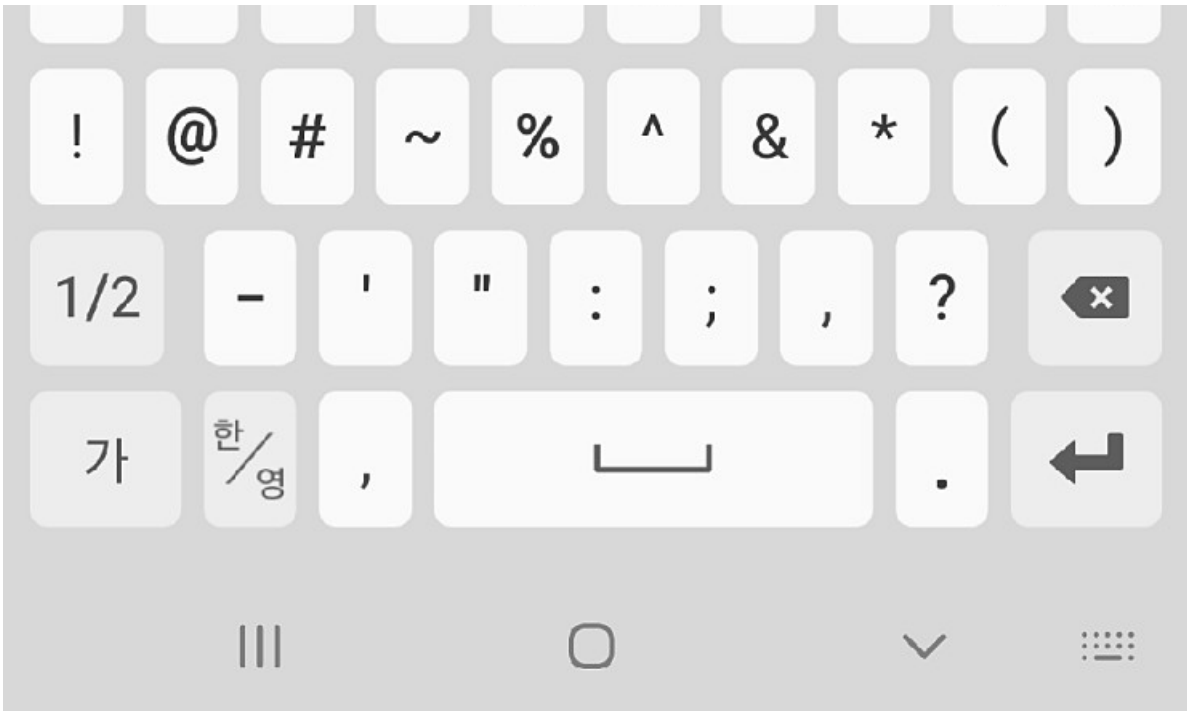 ! @ # ~ % ^ & * ( )
1/2 - ' " : ; , ?
가 한/영 , .